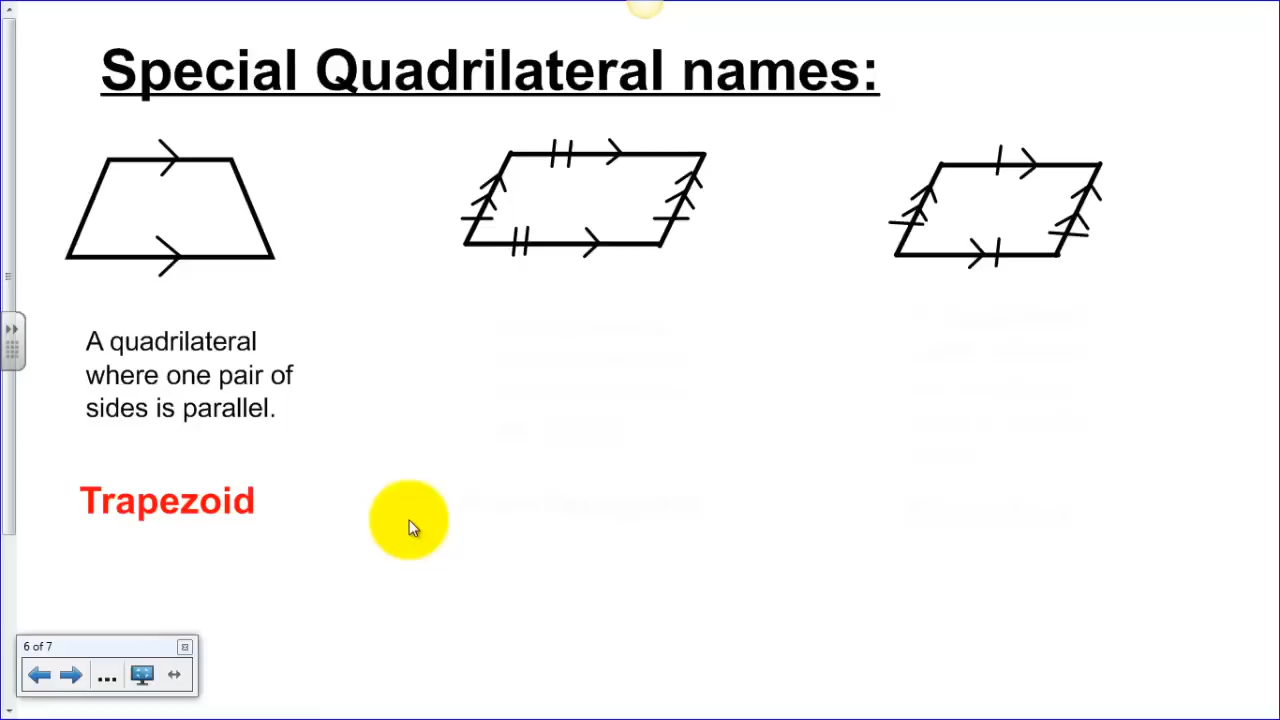 Special Quadrilateral names:
A quadrilateral
where one pair of
sides is parallel.
Trapezoid
6 of 7
...